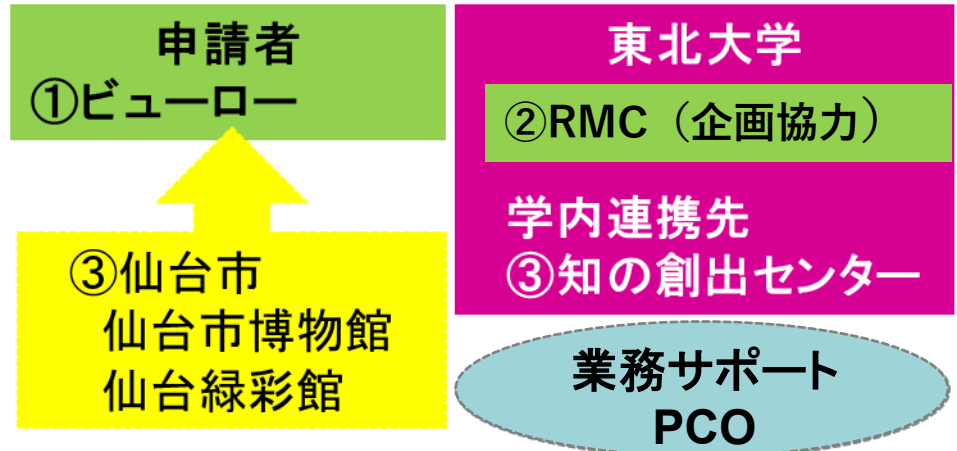 申請者
①ビューロー
③仙台市
仙台市博物館
仙台緑彩館
東北大学
②RMC（企画協力）
学内連携先
③知の創出センター
業務サポート
PCO